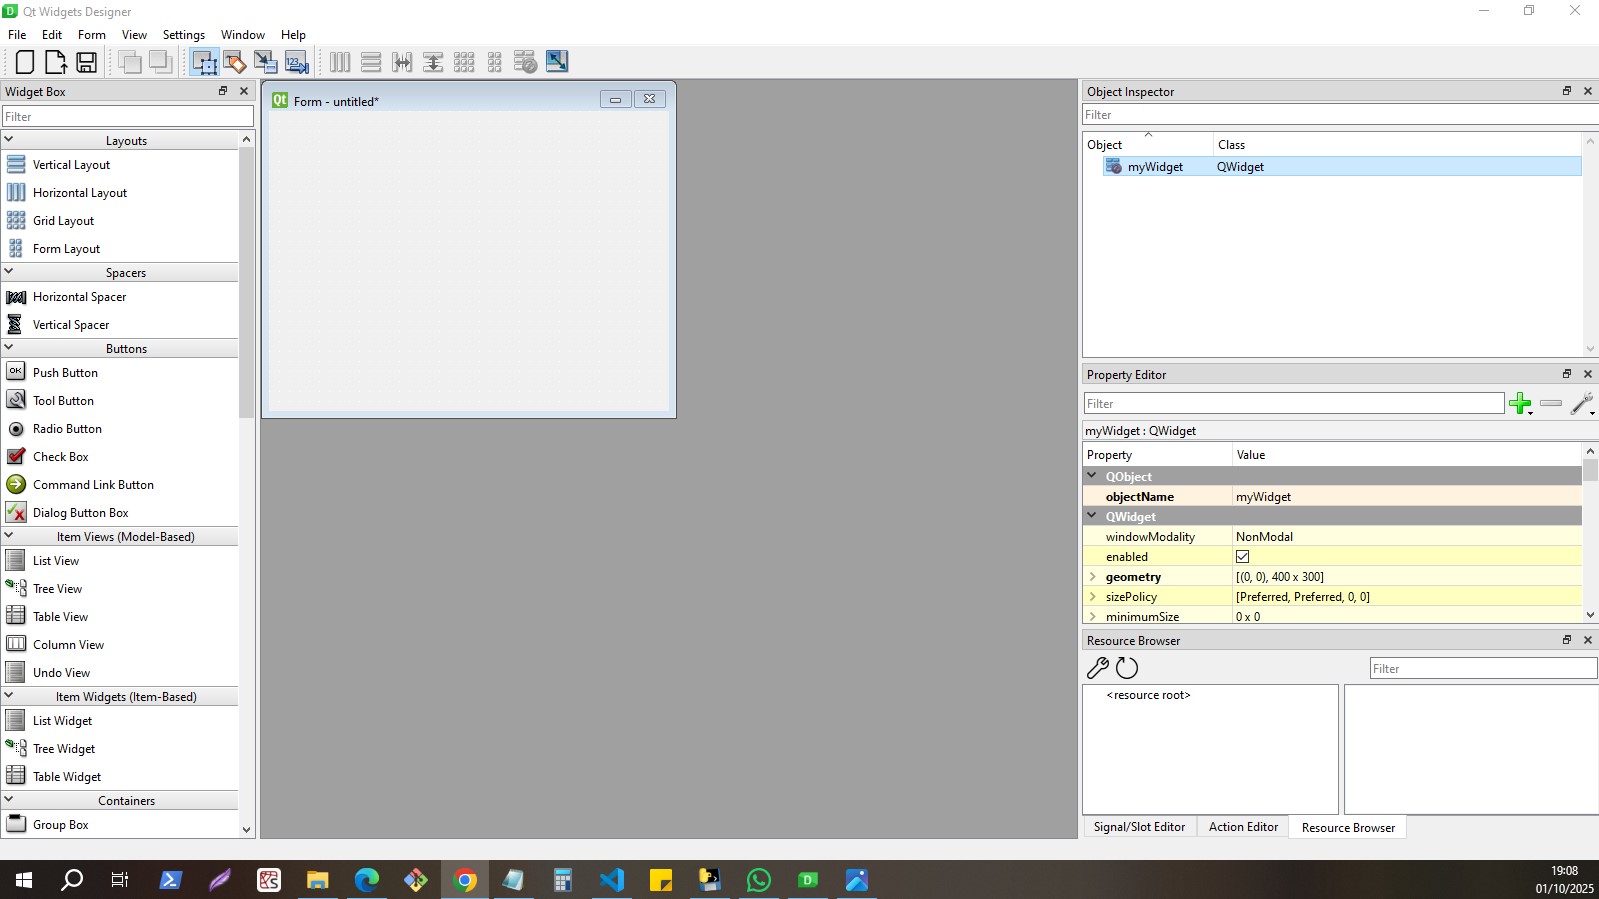 Qt Widgets Designer
File Edit Form View Settings Window Help
Widget Box
Filter
Layouts
Vertical Layout
Horizontal Layout
Grid Layout
Form Layout
Spacers
Horizontal Spacer
Vertical Spacer
Buttons
OK Push Button
Tool Button
Radio Button
Check Box
Command Link Button
Dialog Button Box
Item Views (Model-Based)
List View
Tree View
Table View
Column View
Undo View
Item Widgets (Item-Based)
List Widget
Tree Widget
Table Widget
Containers
Group Box
Qt Form - untitled*
Object Inspector
Filter
Object Class
myWidget QWidget
Property Editor
Filter
myWidget : QWidget
Property Value
QObject
objectName myWidget
QWidget
windowModality NonModal
enabled
geometry [(0, 0), 400 x 300]
sizePolicy [Preferred, Preferred, 0, 0]
minimumSize 0 x 0
Resource Browser
Filter
<resource root>
Signal/Slot Editor Action Editor Resource Browser
19:08
01/10/2025